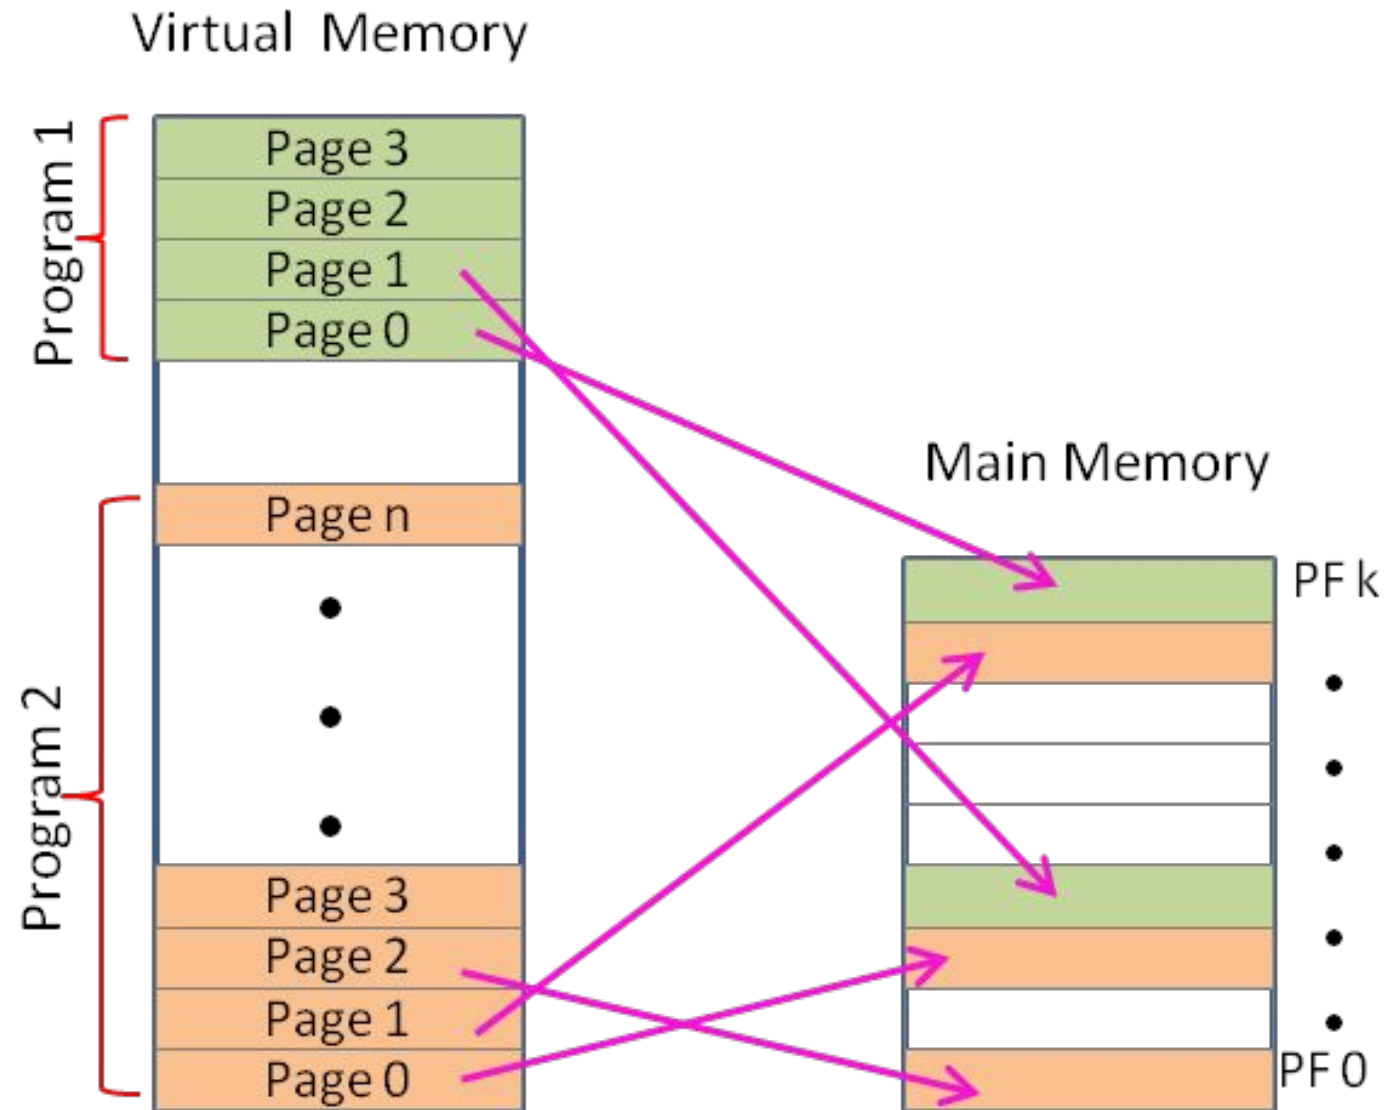 Virtual Memory
Program 1
Page 3
Page 2
Page 1
Page 0
Main Memory
Page n
PF k
Program 2
Page 3
Page 2
Page 1
Page 0
PF 0